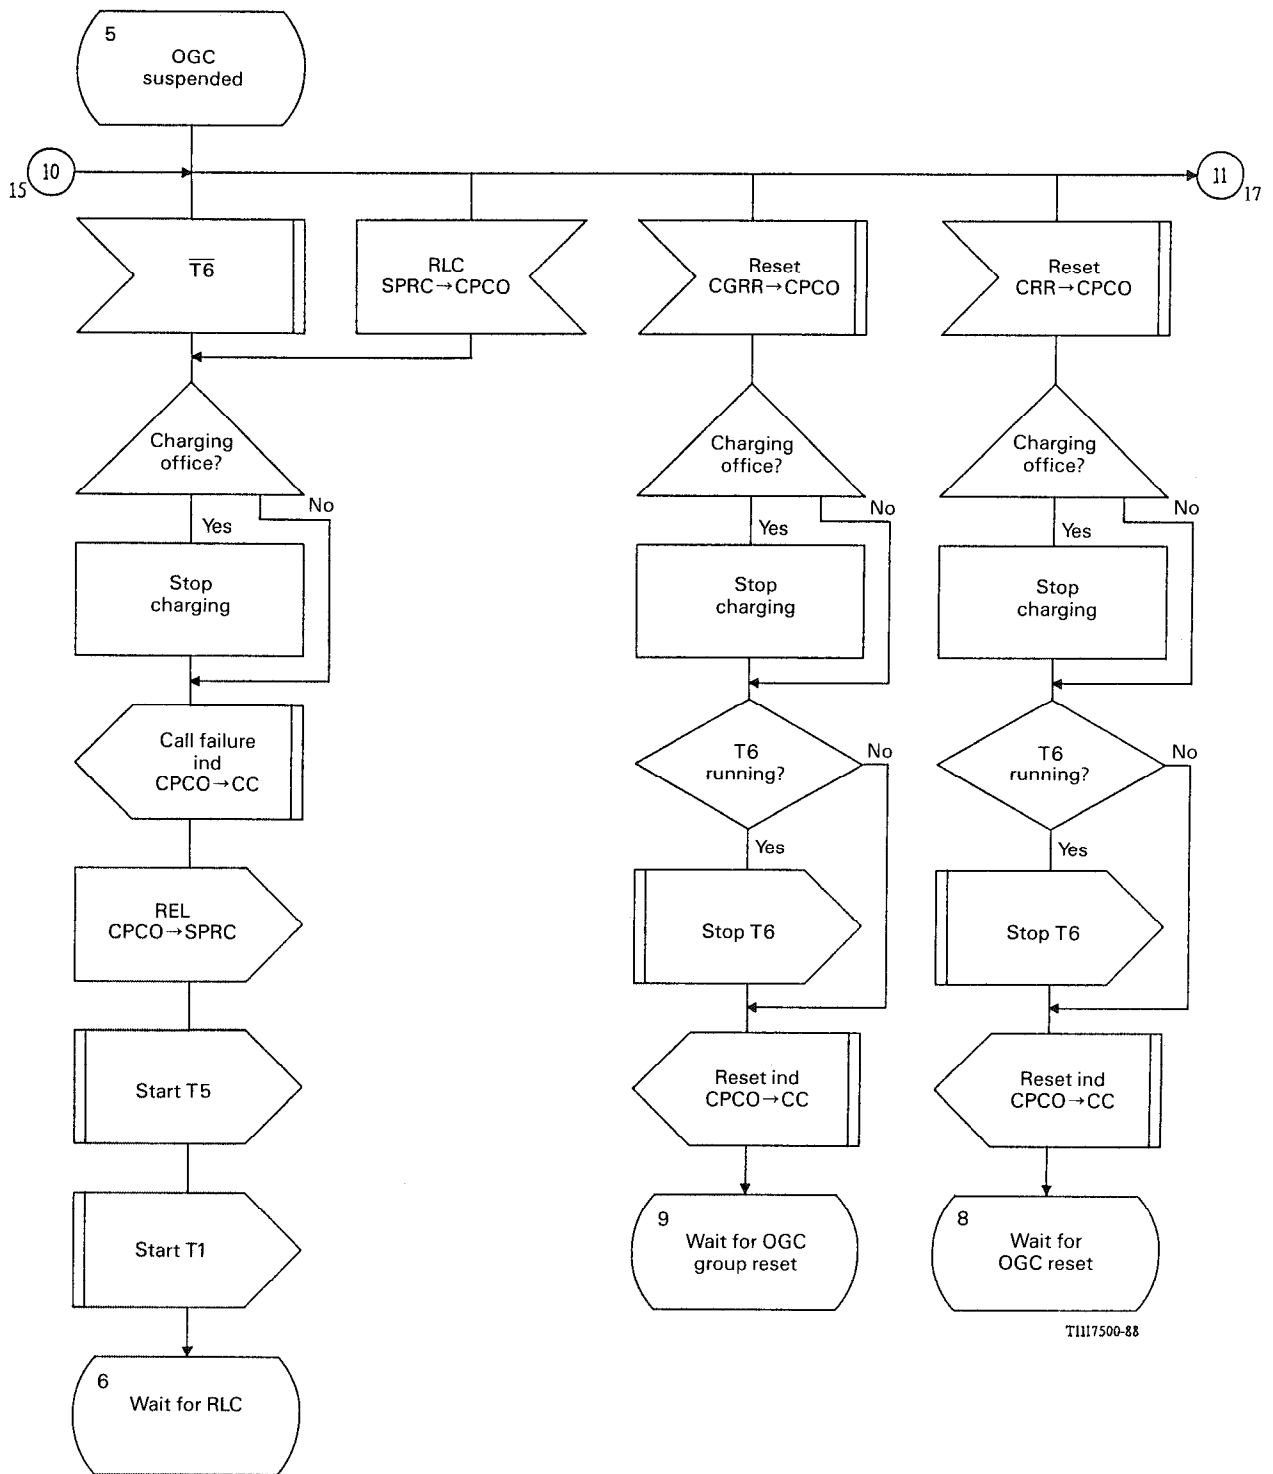 5
OGC
suspended
15
10
11
17
T6
RLC
SPRC→CPCO
Reset
CGRR→CPCO
Reset
CRR→CPCO
Charging
office?
No
Yes
Charging
office?
No
Yes
Charging
office?
No
Yes
Stop
charging
Stop
charging
Stop
charging
Call failure
ind
CPCO→CC
T6
running?
No
Yes
T6
running?
No
Yes
REL
CPCO→SPRC
Stop T6
Stop T6
Start T5
Reset ind
CPCO→CC
Reset ind
CPCO→CC
Start T1
9
Wait for OGC
group reset
8
Wait for
OGC reset
T1117500-88
6
Wait for RLC